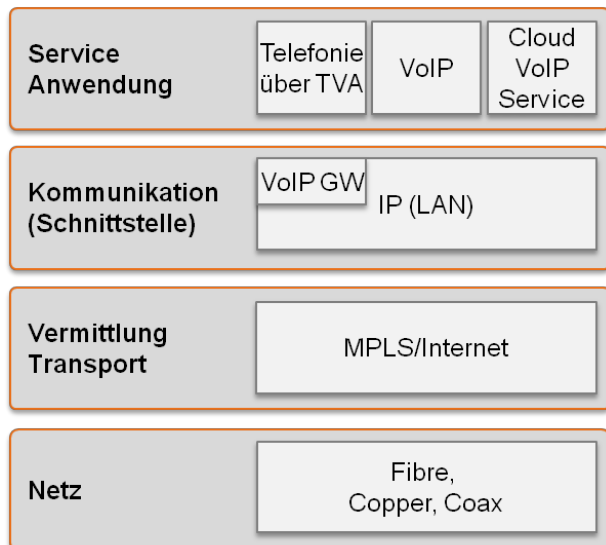 Service
Anwendung
Telefonie
über TVA
VoIP
Cloud
VoIP
Service
Kommunikation
(Schnittstelle)
VoIP GW
IP (LAN)
Vermittlung
Transport
MPLS/Internet
Netz
Fibre,
Copper, Coax